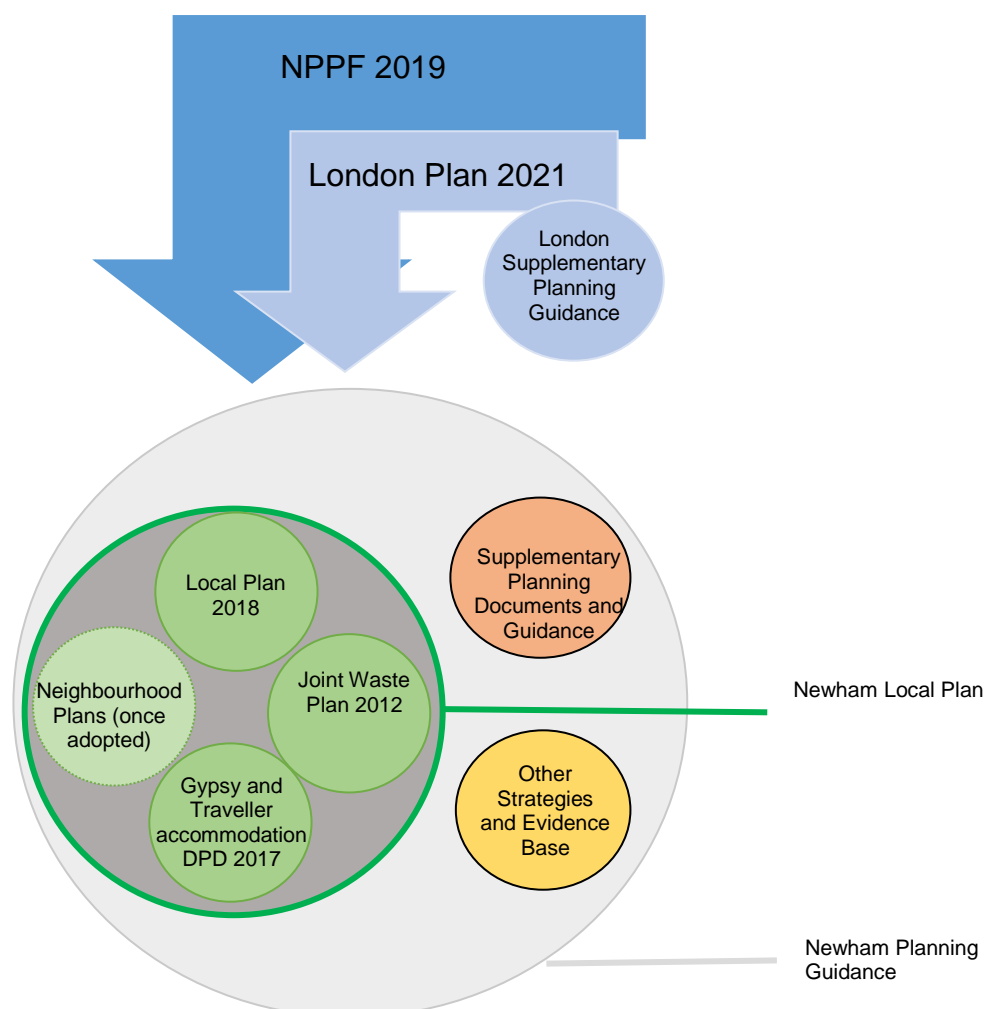 NPPF 2019
London Plan 2021
London
Supplementary
Planning
Guidance
Supplementary
Planning
Documents and
Guidance
Local Plan
2018
Neighbourhood
Plans (once
adopted)
Joint Waste
Plan 2012
Newham Local Plan
Gypsy and
Traveller
accommodation
DPD 2017
Other
Strategies
and Evidence
Base
Newham Planning
Guidance